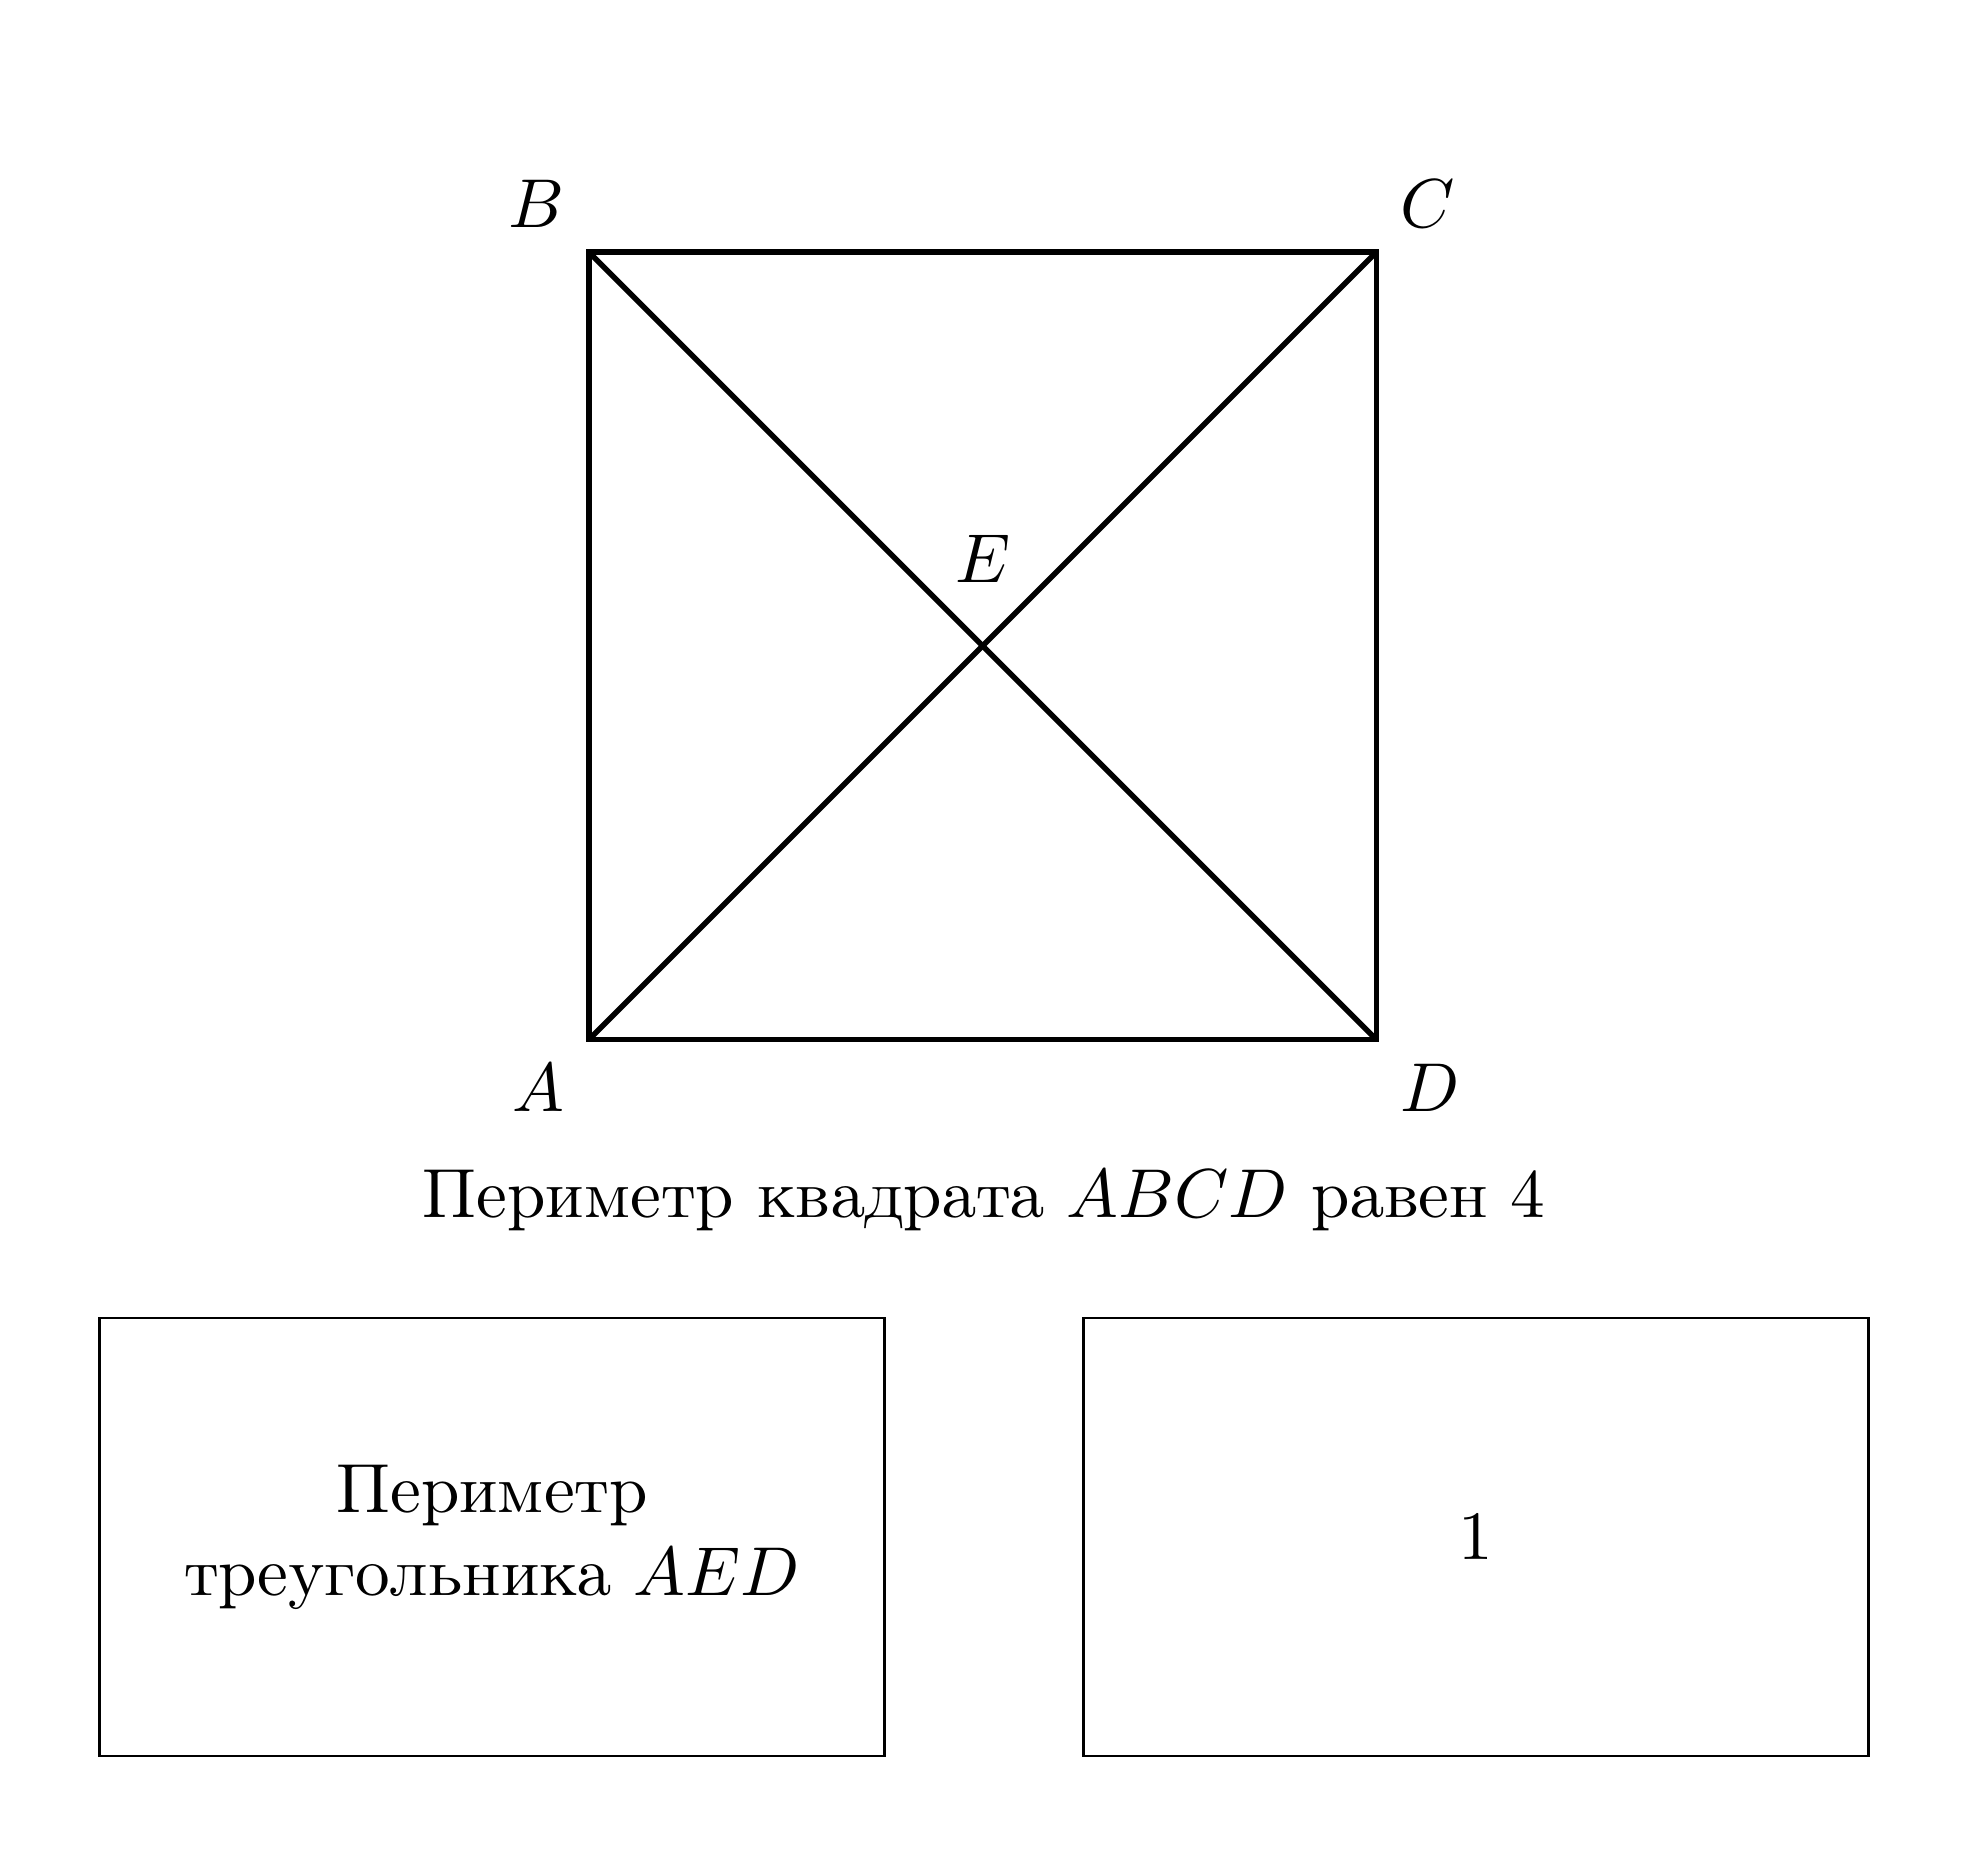 B
C
E
A
D
Периметр квадрата ABCD равен 4
Периметр
треугольника AED
1